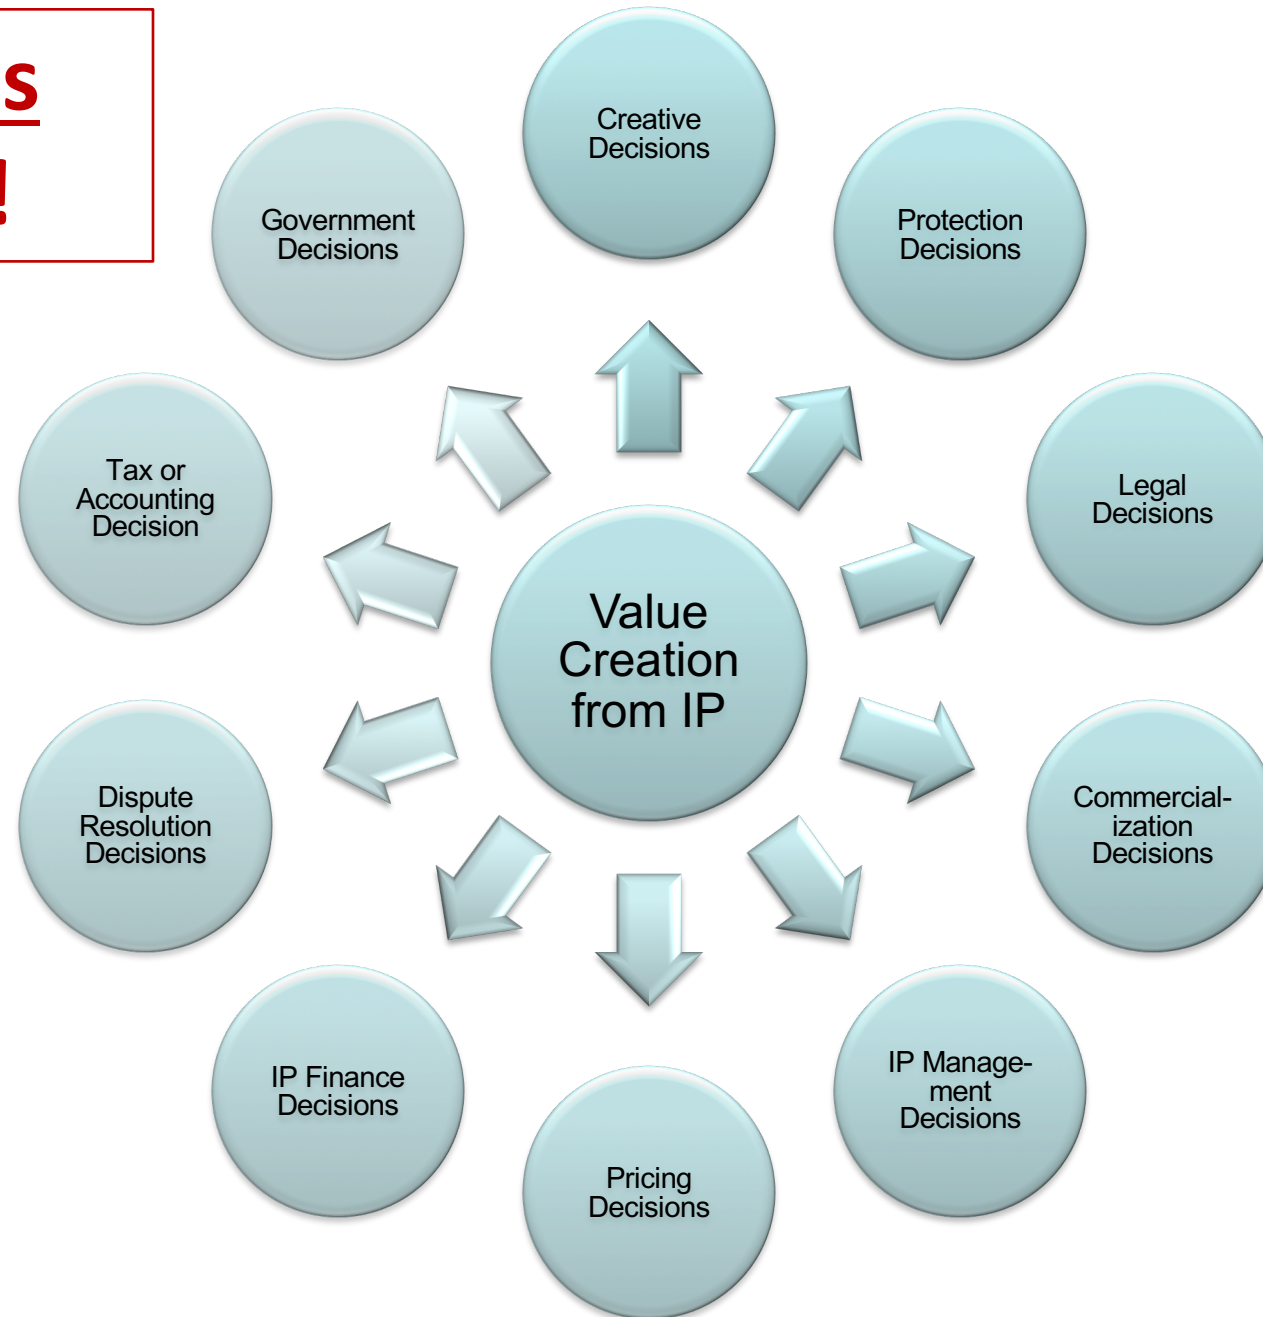 s
!
Creative
Decisions
Protection
Decisions
Legal
Decisions
Commercial-
ization
Decisions
IP Manage-
ment
Decisions
Pricing
Decisions
IP Finance
Decisions
Dispute
Resolution
Decisions
Tax or
Accounting
Decision
Government
Decisions
Value
Creation
from IP